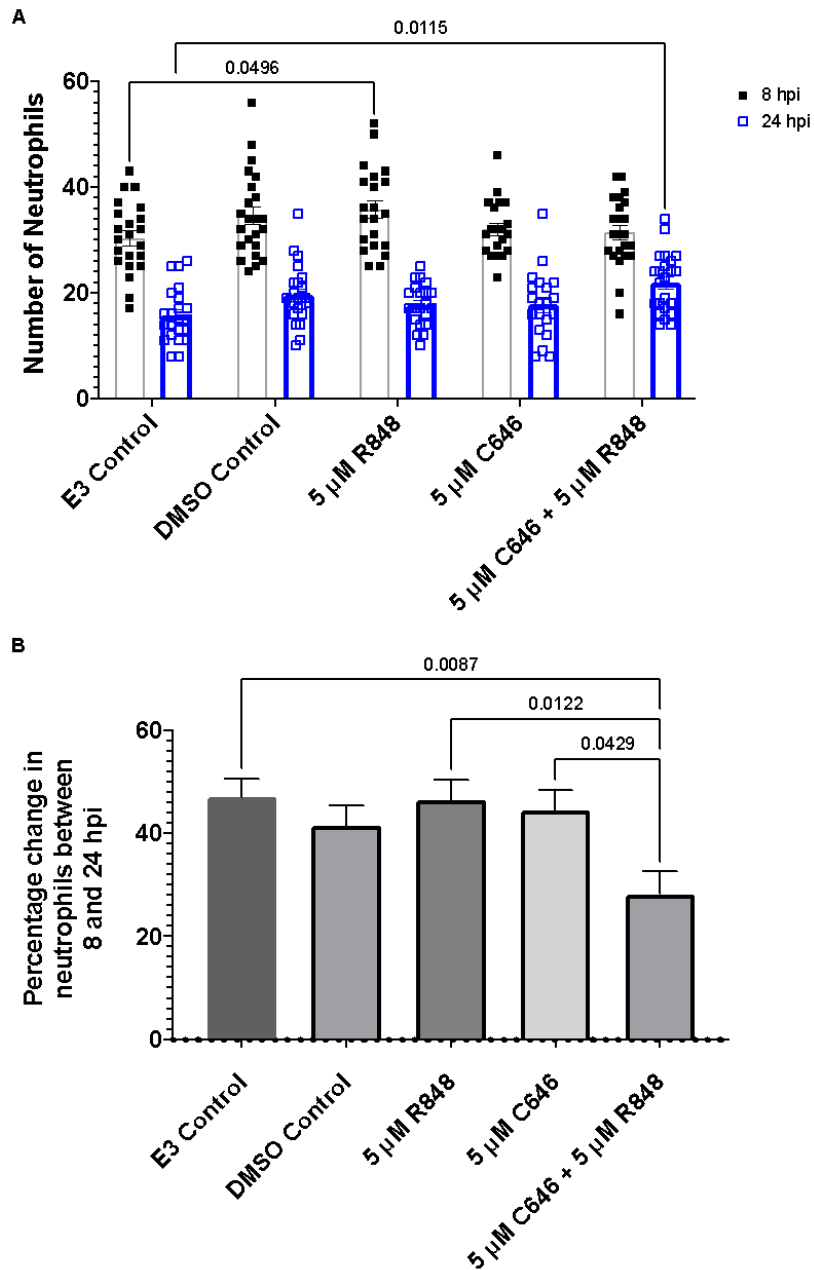 A
0.0115
0.0496
8 hpi
24 hpi
60
40
20
0
Number of Neutrophils
E3 Control
DMSO Control
5 µM R848
5 µM C646
5 µM C646 + 5 µM R848
B
0.0087
0.0122
0.0429
60
40
20
0
Percentage change in
neutrophils between
8 and 24 hpi
E3 Control
DMSO Control
5 µM R848
5 µM C646
5 µM C646 + 5 µM R848